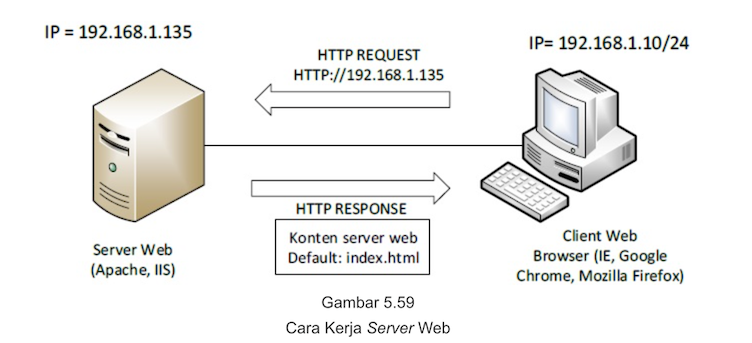 IP = 192.168.1.135
IP= 192.168.1.10/24
HTTP REQUEST
HTTP://192.168.1.135
HTTP RESPONSE
Konten server web
Default: index.html
Server Web
(Apache, IIS)
Client Web
Browser (IE, Google
Chrome, Mozilla Firefox)
Gambar 5.59
Cara Kerja Server Web